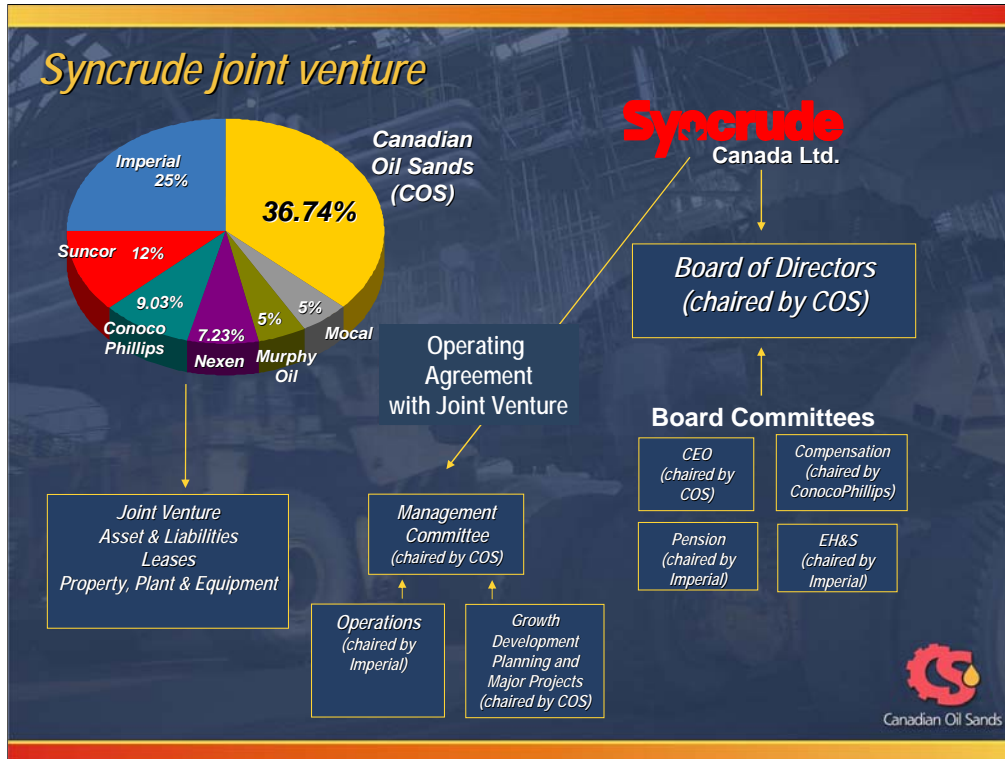 Syncrude joint venture
Imperial
25%
Canadian
Oil Sands
(COS)
36.74%
Suncor
12%
9.03%
Conoco
Phillips
7.23%
Nexen
5%
Murphy
Oil
5%
Mocal
Syncrude
Canada Ltd.
Operating
Agreement
with Joint Venture
Board of Directors
(chaired by COS)
Board Committees
CEO
(chaired by
COS)
Compensation
(chaired by
ConocoPhillips)
Pension
(chaired by
Imperial)
EH&S
(chaired by
Imperial)
Joint Venture
Asset & Liabilities
Leases
Property, Plant & Equipment
Management
Committee
(chaired by COS)
Operations
(chaired by
Imperial)
Growth
Development
Planning and
Major Projects
(chaired by COS)
Canadian Oil Sands